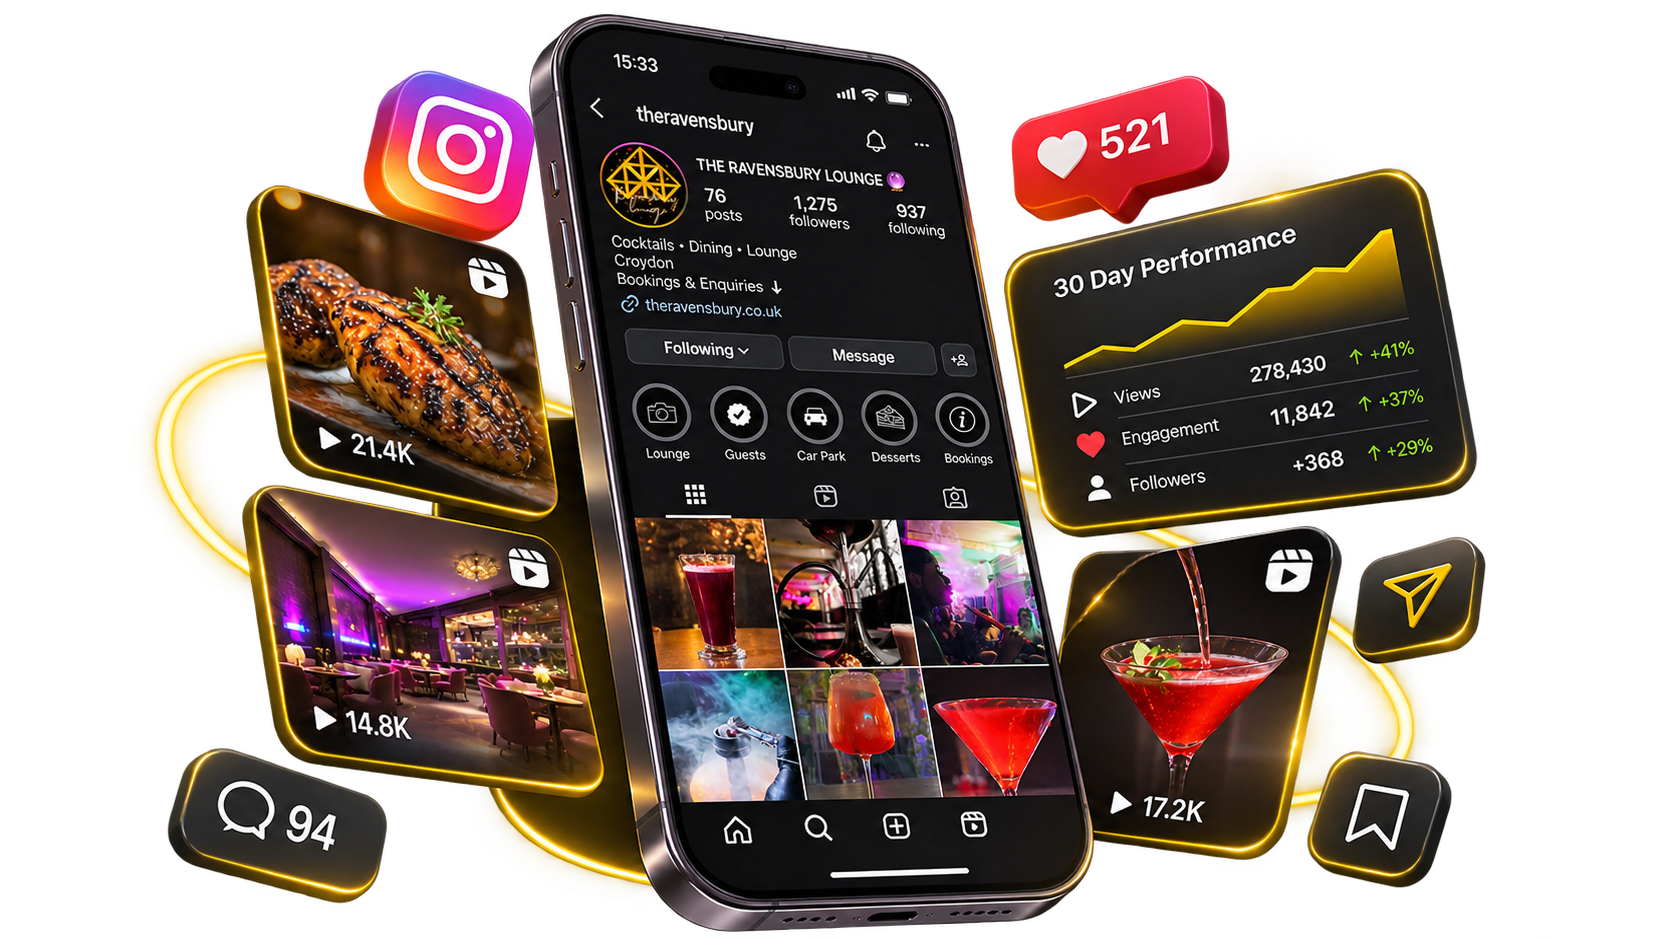 15:33
theravensbury
THE RAVENSBURY LOUNGE
76
posts
1,275
followers
937
following
Cocktails • Dining • Lounge
Croydon
Bookings & Enquiries ↓
theravensbury.co.uk
Following
Message
Lounge
Guests
Car Park
Desserts
Bookings
21.4K
14.8K
94
521
30 Day Performance
Views 278,430 ↑ +41%
Engagement 11,842 ↑ +37%
Followers +368 ↑ +29%
17.2K